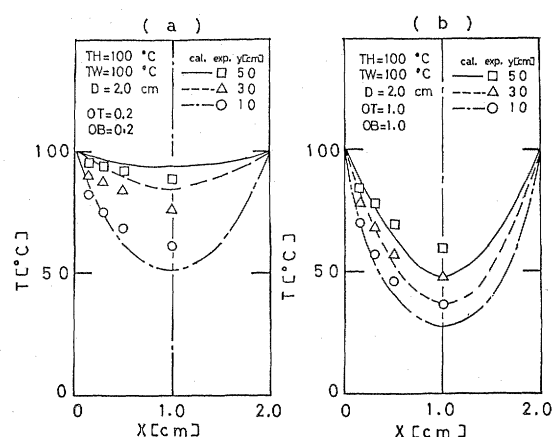 ( a )
TH=100 °C
TW=100 °C
D = 2.0 cm
OT=0.2
OB=0.2
cal. exp. y[cm]
50
30
10
100
50
0
T[°C]
0
1.0
2.0
X[cm]
( b )
TH=100 °C
TW=100 °C
D = 2.0 cm
OT=1.0
OB=1.0
cal. exp. y[cm]
50
30
10
100
50
0
T[°C]
0
1.0
2.0
X[cm]